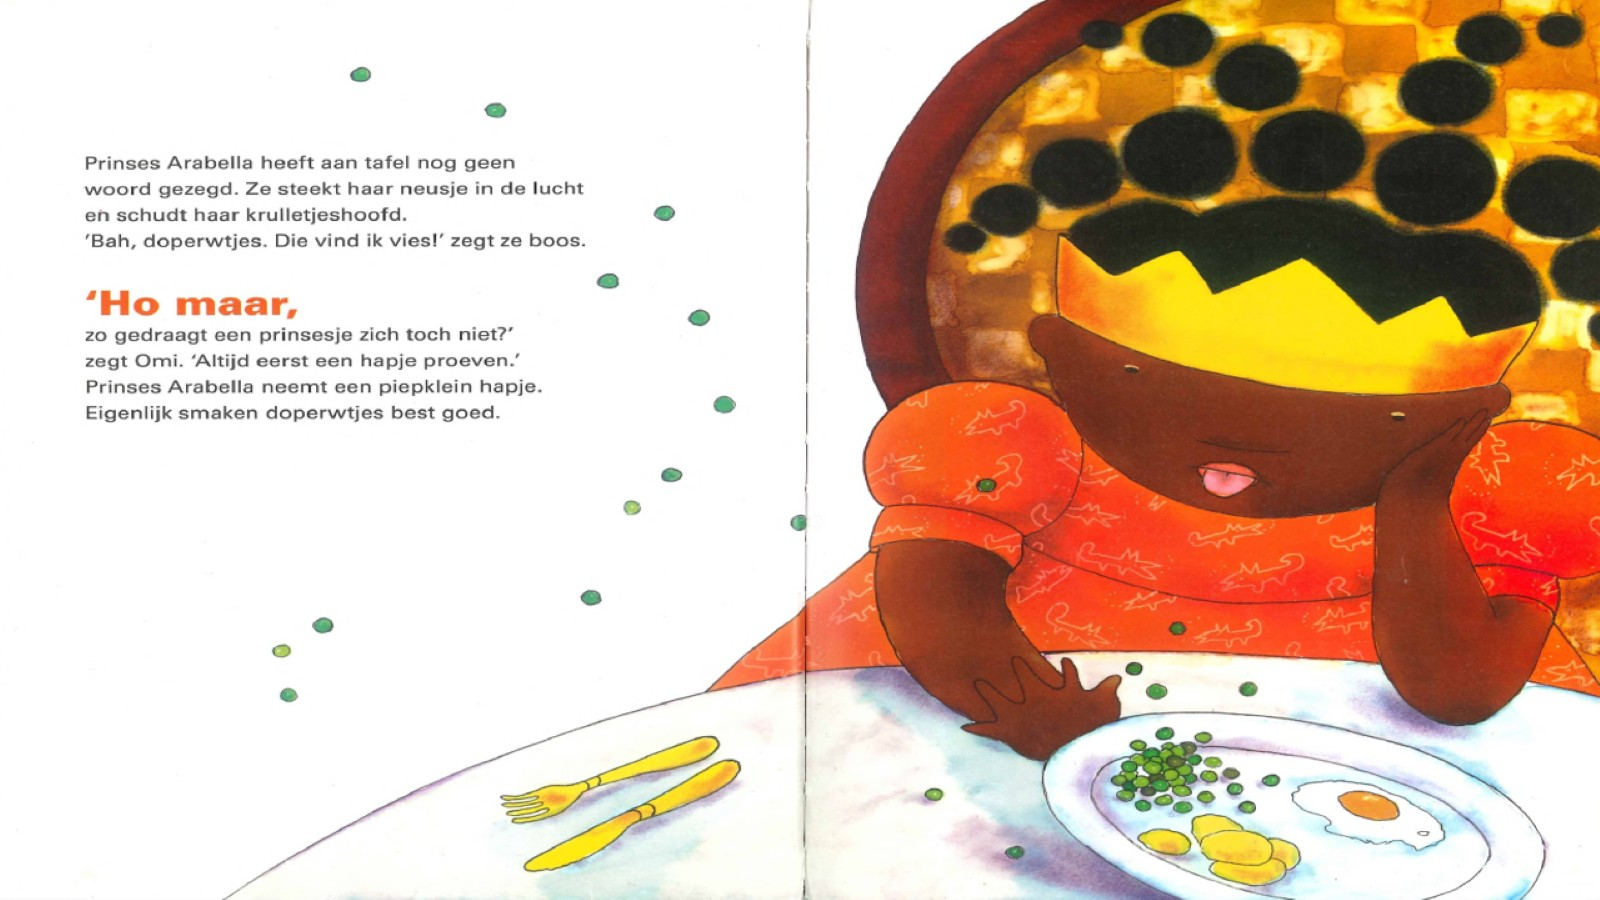 Prinses Arabella heeft aan tafel nog geen
woord gezegd. Ze steekt haar neusje in de lucht
en schudt haar krulletjeshoofd.
'Bah, doperwtjes. Die vind ik vies!' zegt ze boos.
'Ho maar,
zo gedraagt een prinsesje zich toch niet?'
zegt Omi. 'Altijd eerst een hapje proeven.'
Prinses Arabella neemt een piepklein hapje.
Eigenlijk smaken doperwtjes best goed.